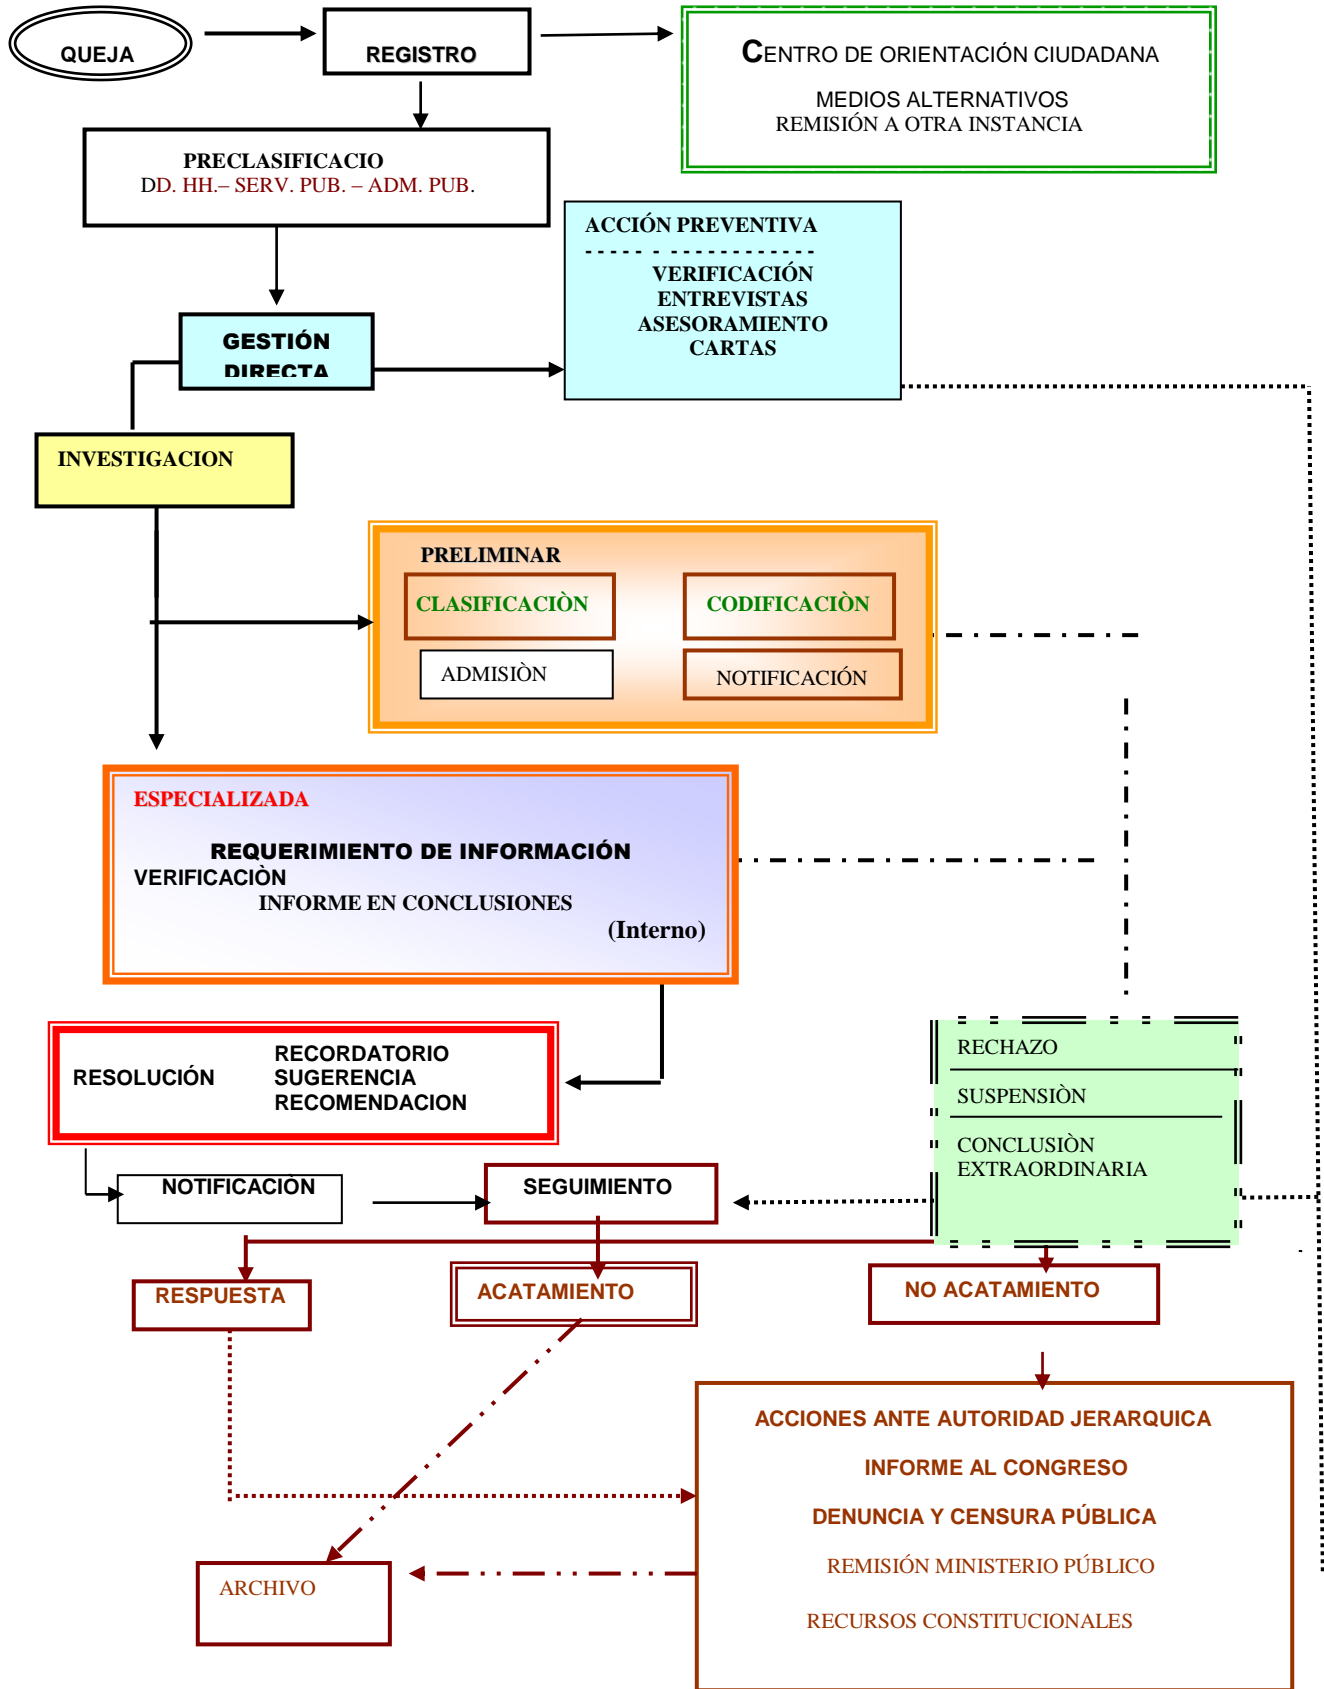 QUEJA
REGISTRO
CENTRO DE ORIENTACIÓN CIUDADANA
MEDIOS ALTERNATIVOS
REMISIÓN A OTRA INSTANCIA
PRECLASIFICACIO
DD. HH.– SERV. PUB. – ADM. PUB.
ACCIÓN PREVENTIVA
- - - - - - - - - - - - - - - - -
VERIFICACIÓN
ENTREVISTAS
ASESORAMIENTO
CARTAS
GESTIÓN
DIRECTA
INVESTIGACION
PRELIMINAR
CLASIFICACIÒN
CODIFICACIÒN
ADMISIÒN
NOTIFICACIÓN
ESPECIALIZADA
REQUERIMIENTO DE INFORMACIÓN
VERIFICACIÒN
INFORME EN CONCLUSIONES
(Interno)
RECORDATORIO
RESOLUCIÓN SUGERENCIA
RECOMENDACION
RECHAZO
SUSPENSIÒN
CONCLUSIÒN
EXTRAORDINARIA
NOTIFICACIÒN
SEGUIMIENTO
RESPUESTA
ACATAMIENTO
NO ACATAMIENTO
ACCIONES ANTE AUTORIDAD JERARQUICA
INFORME AL CONGRESO
DENUNCIA Y CENSURA PÚBLICA
REMISIÓN MINISTERIO PÚBLICO
RECURSOS CONSTITUCIONALES
ARCHIVO